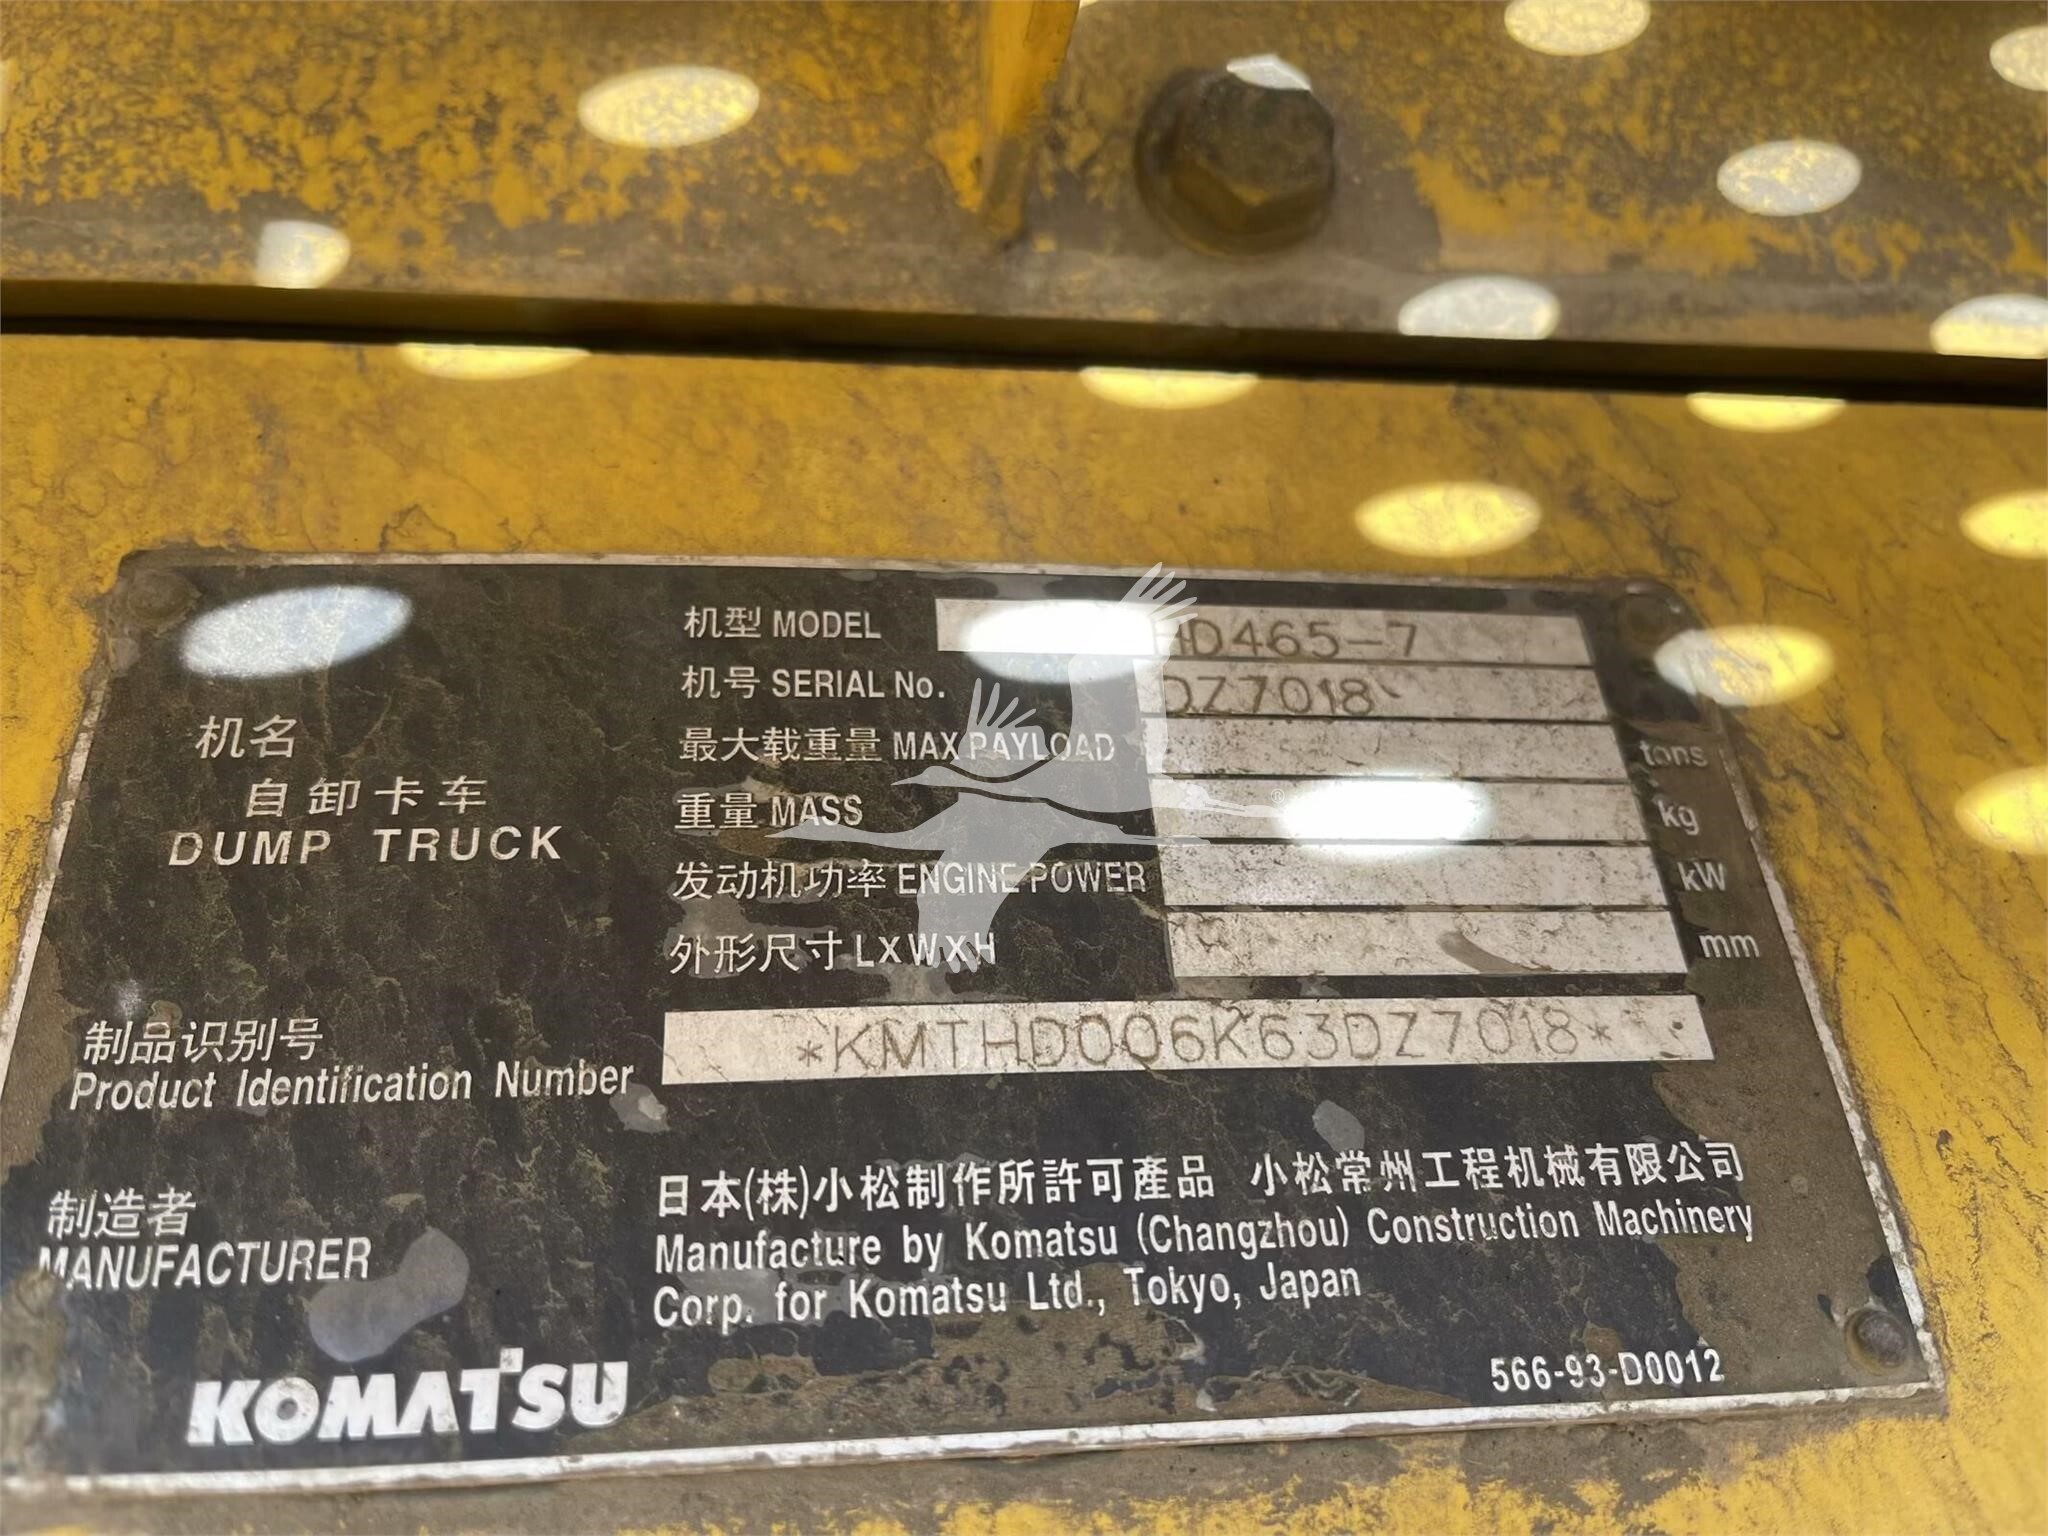 机型 MODEL HD465-7
机号 SERIAL No. DZ7018
最大载重量 MAX PAYLOAD tons
重量 MASS kg
发动机功率 ENGINE POWER kW
外形尺寸 LXWXH mm
机名
自卸卡车
DUMP TRUCK
制品识别号
Product Identification Number
*KMTHD006K63DZ7018*
制造者
MANUFACTURER
日本(株)小松制作所許可產品 小松常州工程机械有限公司
Manufacture by Komatsu (Changzhou) Construction Machinery
Corp. for Komatsu Ltd., Tokyo, Japan
KOMATSU
566-93-D0012